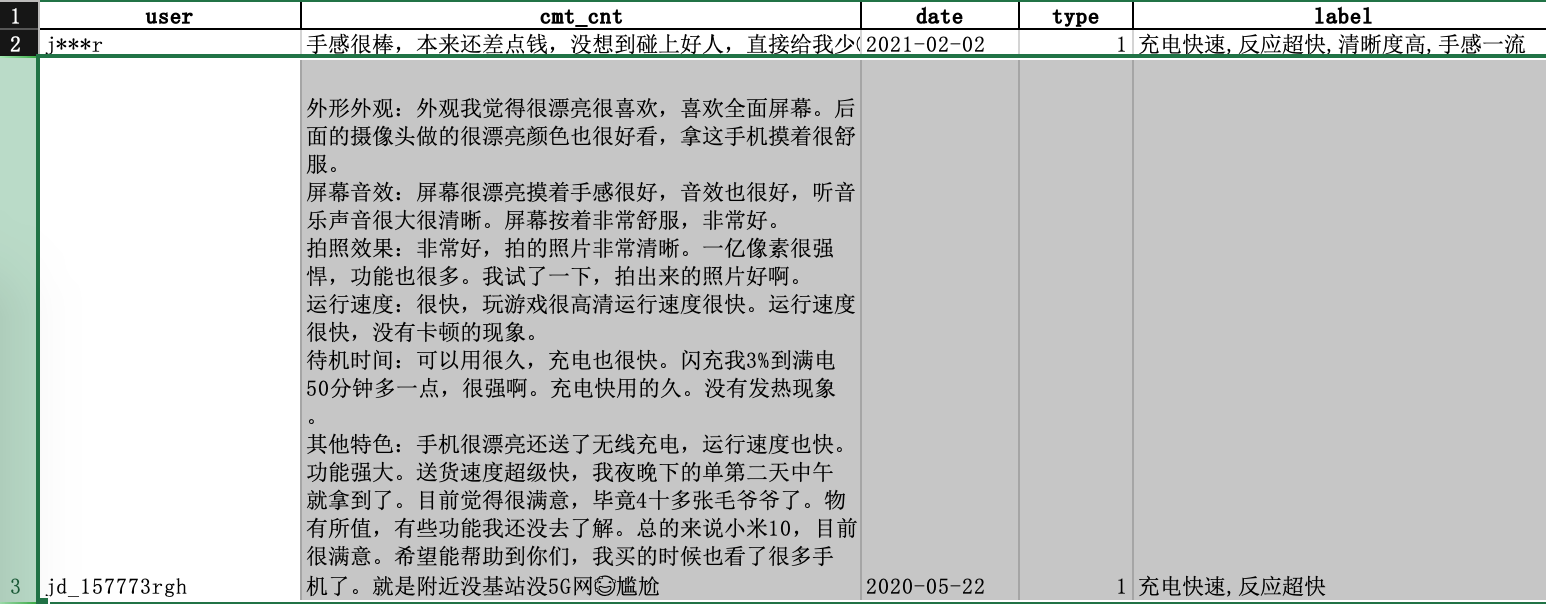 1 user cmt_cnt date type label
2 j***r 手感很棒，本来还差点钱，没想到碰上好人，直接给我少 2021-02-02 1 充电快速,反应超快,清晰度高,手感一流
外形外观：外观我觉得很漂亮很喜欢，喜欢全面屏幕。后
面的摄像头做的很漂亮颜色也很好看，拿这手机摸着很舒
服。
屏幕音效：屏幕很漂亮摸着手感很好，音效也很好，听音
乐声音很大很清晰。屏幕按着非常舒服，非常好。
拍照效果：非常好，拍的照片非常清晰。一亿像素很强
悍，功能也很多。我试了一下，拍出来的照片好啊。
运行速度：很快，玩游戏很高清运行速度很快。运行速度
很快，没有卡顿的现象。
待机时间：可以用很久，充电也很快。闪充我3%到满电
50分钟多一点，很强啊。充电快用的久。没有发热现象
。
其他特色：手机很漂亮还送了无线充电，运行速度也快。
功能强大。送货速度超级快，我夜晚下的单第二天中午
就拿到了。目前觉得很满意，毕竟4十多张毛爷爷了。物
有所值，有些功能我还没去了解。总的来说小米10，目前
很满意。希望能帮助到你们，我买的时候也看了很多手
3 jd_157773rgh 机了。就是附近没基站没5G网😅尴尬 2020-05-22 1 充电快速,反应超快